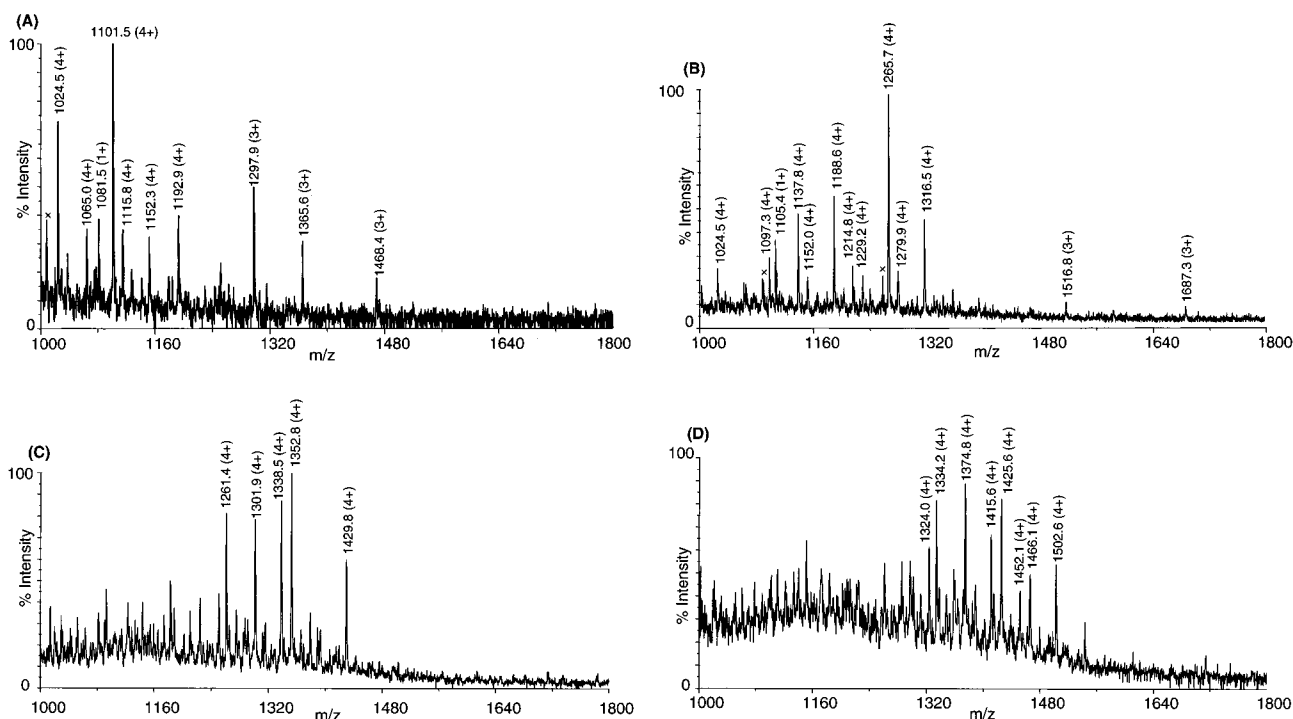 (A)
% Intensity
100
0
×
1024.5 (4+)
1065.0 (4+)
1081.5 (1+)
1101.5 (4+)
1115.8 (4+)
1152.3 (4+)
1192.9 (4+)
1297.9 (3+)
1365.6 (3+)
1468.4 (3+)
1000 1160 1320 1480 1640 1800
m/z
(B)
% Intensity
100
0
1024.5 (4+)
×
1097.3 (4+)
1105.4 (1+)
1137.8 (4+)
1152.0 (4+)
1188.6 (4+)
1214.8 (4+)
1229.2 (4+)
×
1265.7 (4+)
1279.9 (4+)
1316.5 (4+)
1516.8 (3+)
1687.3 (3+)
1000 1160 1320 1480 1640 1800
m/z
(C)
% Intensity
100
0
1261.4 (4+)
1301.9 (4+)
1338.5 (4+)
1352.8 (4+)
1429.8 (4+)
1000 1160 1320 1480 1640 1800
m/z
(D)
% Intensity
100
0
1324.0 (4+)
1334.2 (4+)
1374.8 (4+)
1415.6 (4+)
1425.6 (4+)
1452.1 (4+)
1466.1 (4+)
1502.6 (4+)
1000 1160 1320 1480 1640 1800
m/z